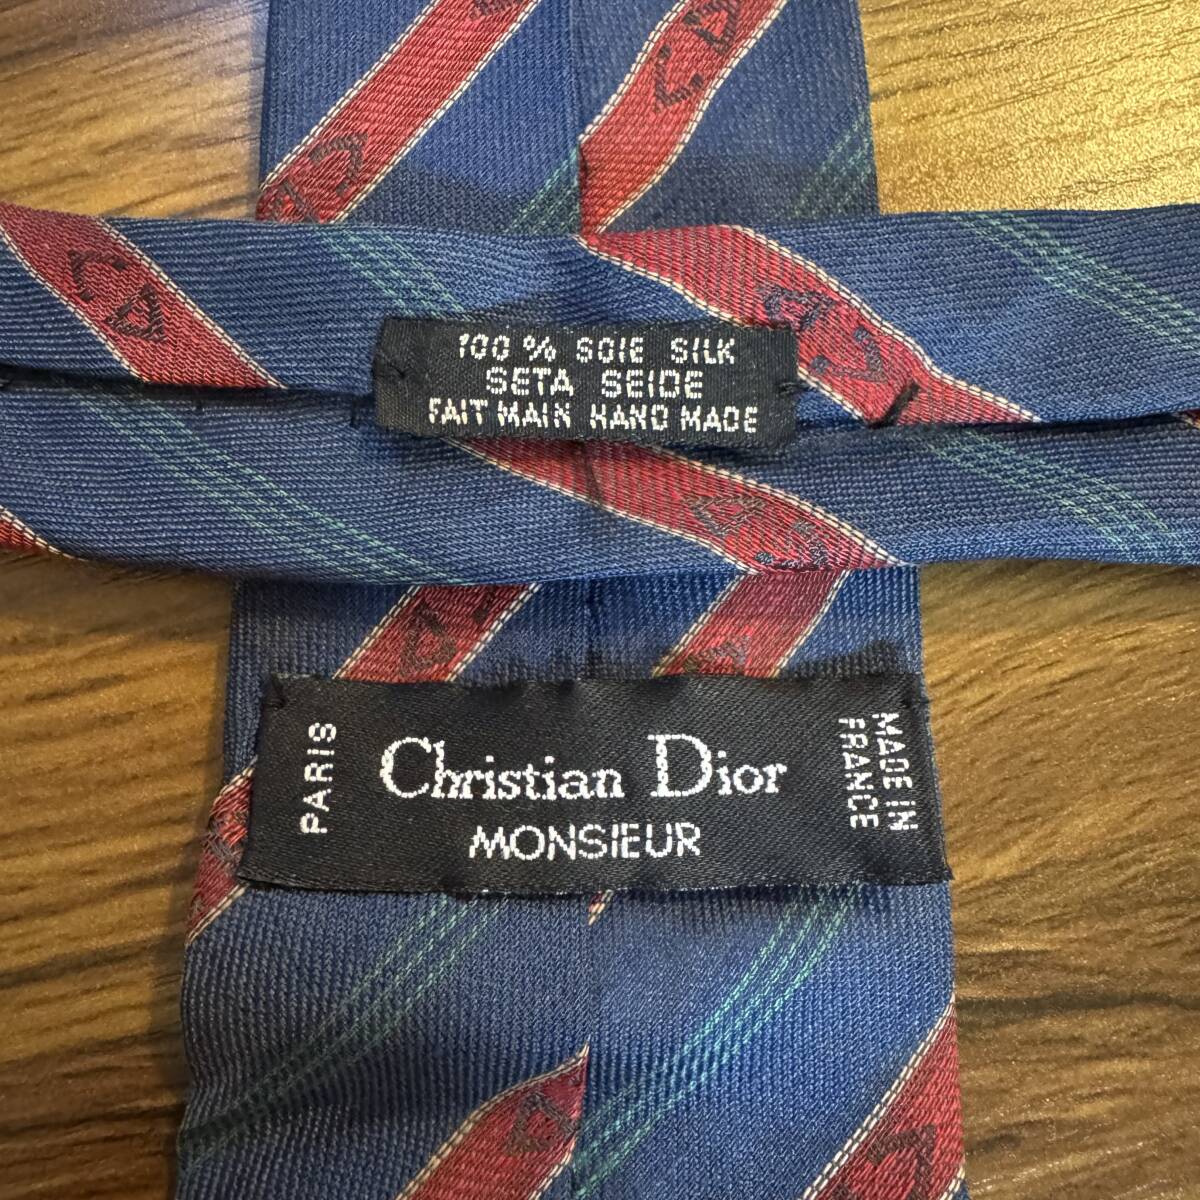 100 % SOIE SILK
SETA SEIDE
FAIT MAIN HAND MADE
PARIS
Christian Dior
MONSIEUR
MADE IN
FRANCE